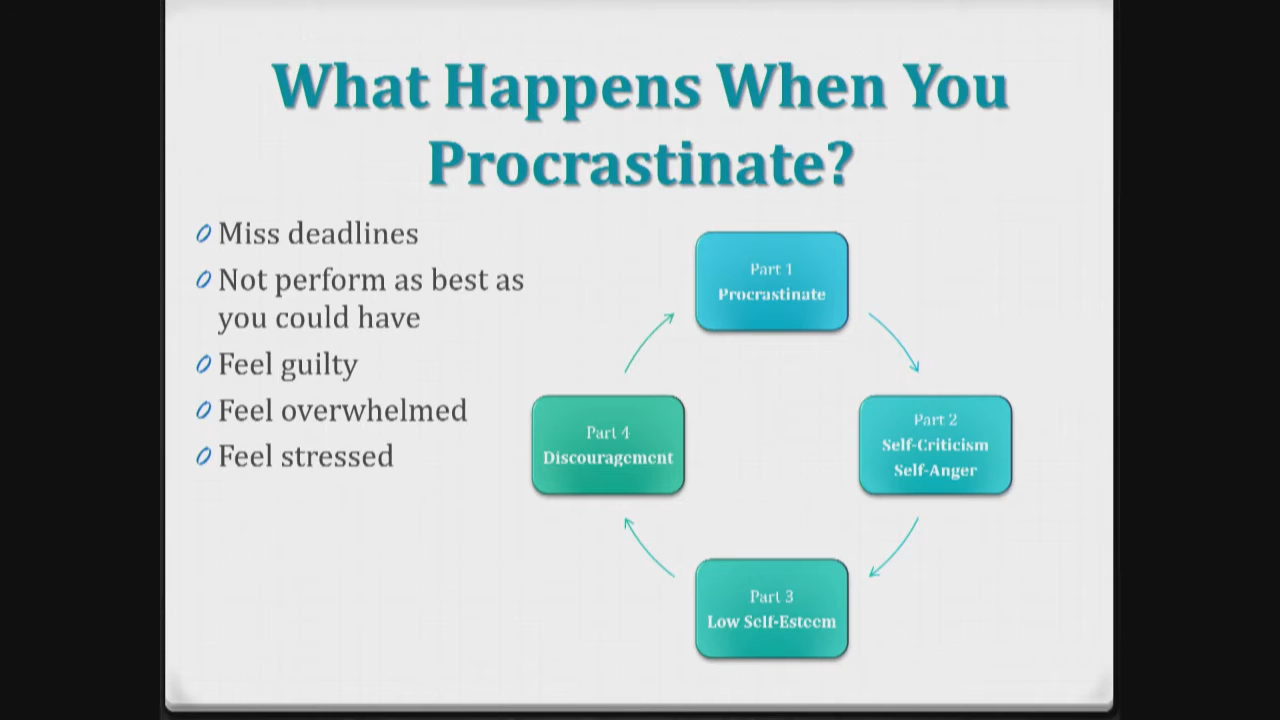 What Happens When You
Procrastinate?
Miss deadlines
Not perform as best as
you could have
Feel guilty
Feel overwhelmed
Feel stressed
Part 1
Procrastinate
Part 2
Self-Criticism
Self-Anger
Part 3
Low Self-Esteem
Part 4
Discouragement